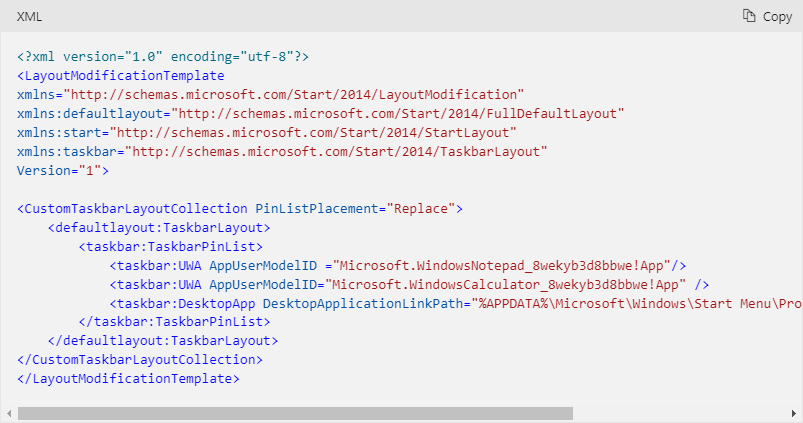 XML
Copy
<?xml version="1.0" encoding="utf-8"?>
<LayoutModificationTemplate
xmlns="http://schemas.microsoft.com/Start/2014/LayoutModification"
xmlns:defaultlayout="http://schemas.microsoft.com/Start/2014/FullDefaultLayout"
xmlns:start="http://schemas.microsoft.com/Start/2014/StartLayout"
xmlns:taskbar="http://schemas.microsoft.com/Start/2014/TaskbarLayout"
Version="1">
<CustomTaskbarLayoutCollection PinListPlacement="Replace">
<defaultlayout:TaskbarLayout>
<taskbar:TaskbarPinList>
<taskbar:UWA AppUserModelID ="Microsoft.WindowsNotepad_8wekyb3d8bbwe!App"/>
<taskbar:UWA AppUserModelID="Microsoft.WindowsCalculator_8wekyb3d8bbwe!App" />
<taskbar:DesktopApp DesktopApplicationLinkPath="%APPDATA%\Microsoft\Windows\Start Menu\Pro
</taskbar:TaskbarPinList>
</defaultlayout:TaskbarLayout>
</CustomTaskbarLayoutCollection>
</LayoutModificationTemplate>